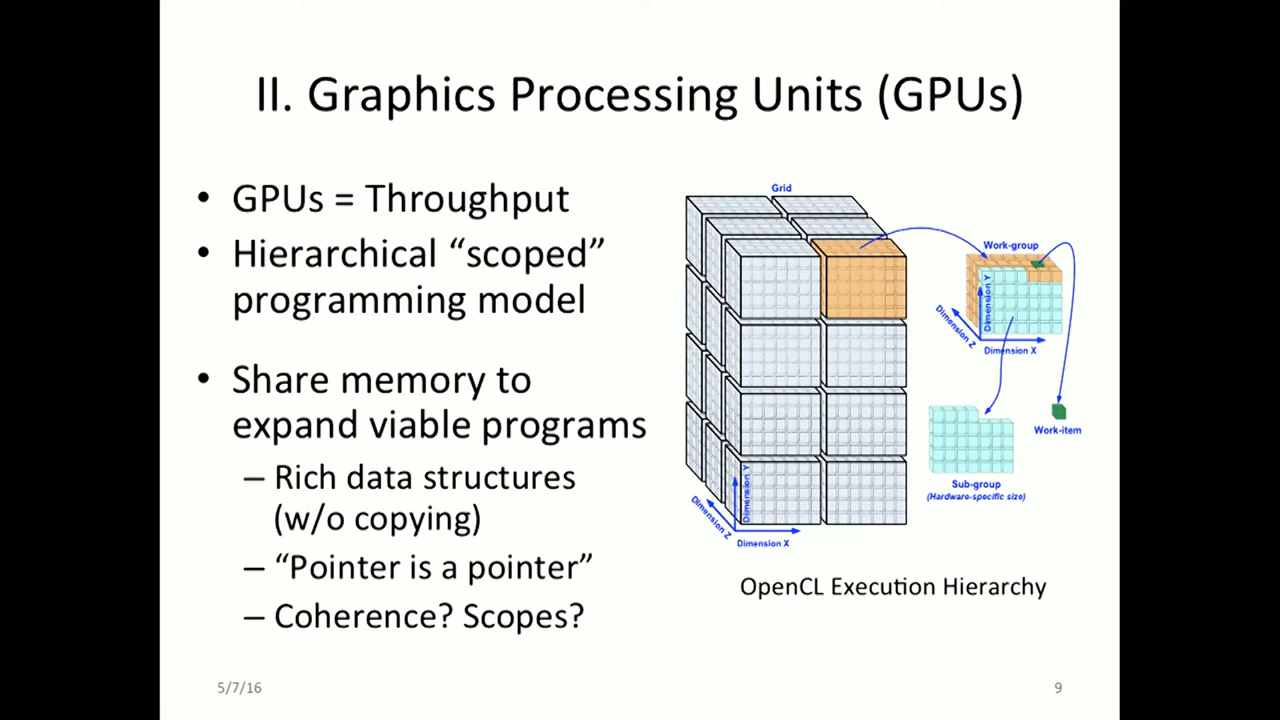 II. Graphics Processing Units (GPUs)
• GPUs = Throughput
• Hierarchical “scoped”
programming model
• Share memory to
expand viable programs
– Rich data structures
(w/o copying)
– “Pointer is a pointer”
– Coherence? Scopes?
Grid
Dimension Y
Dimension Z
Dimension X
Work-group
Dimension Y
Dimension Z
Dimension X
Work-item
Sub-group
(Hardware-specific size)
OpenCL Execution Hierarchy
5/7/16
9